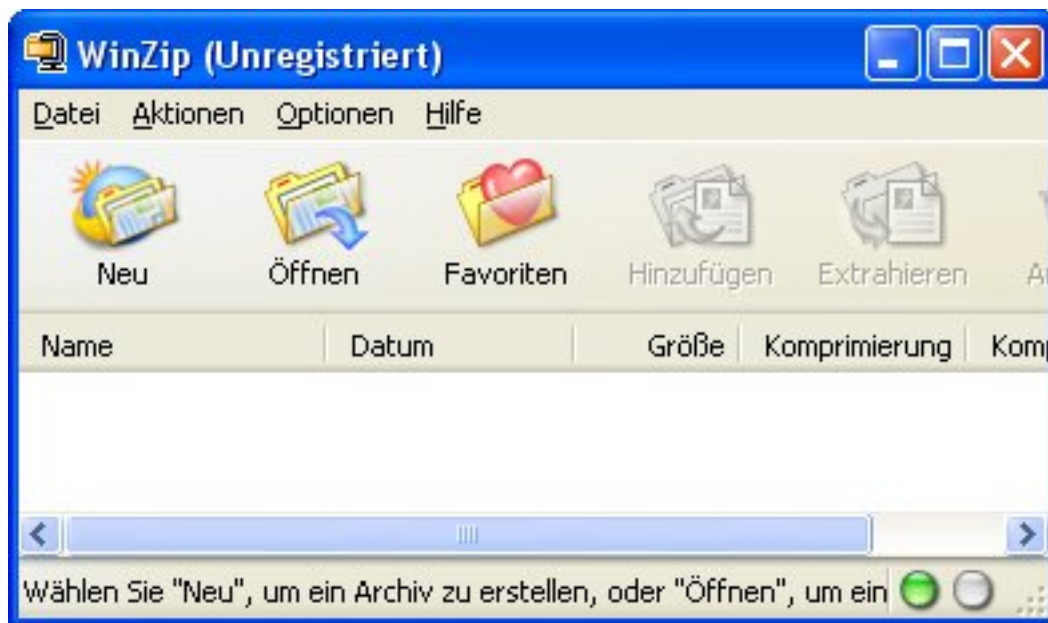 WinZip (Unregistriert)
Datei Aktionen Optionen Hilfe
Neu Öffnen Favoriten Hinzufügen Extrahieren
Name Datum Größe Komprimierung
Wählen Sie "Neu", um ein Archiv zu erstellen, oder "Öffnen", um ein